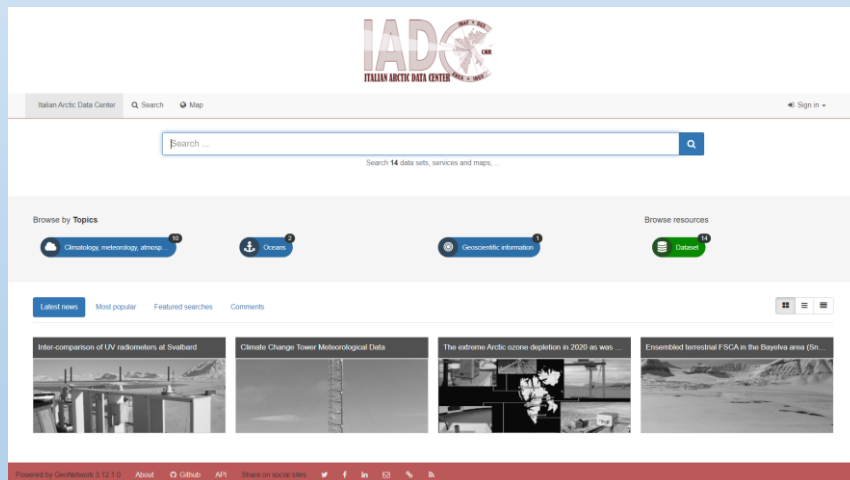 IADC
CNR
ITALIAN ARCTIC DATA CENTER
Italian Arctic Data Center Search Map Sign in
Search ...
Search 14 data sets, services and maps, ...
Browse by Topics Browse resources
Climatology, meteorology, atmosp... 10 Oceans 2 Geoscientific information 1 Dataset 14
Latest news Most popular Featured searches Comments
Inter-comparison of UV radiometers at Svalbard Climate Change Tower Meteorological Data The extreme Arctic ozone depletion in 2020 as was ... Ensembled terrestrial FSCA in the Bayelva area (Sn...
Powered by GeoNetwork 3.12.1.0 About Github API Share on social sites